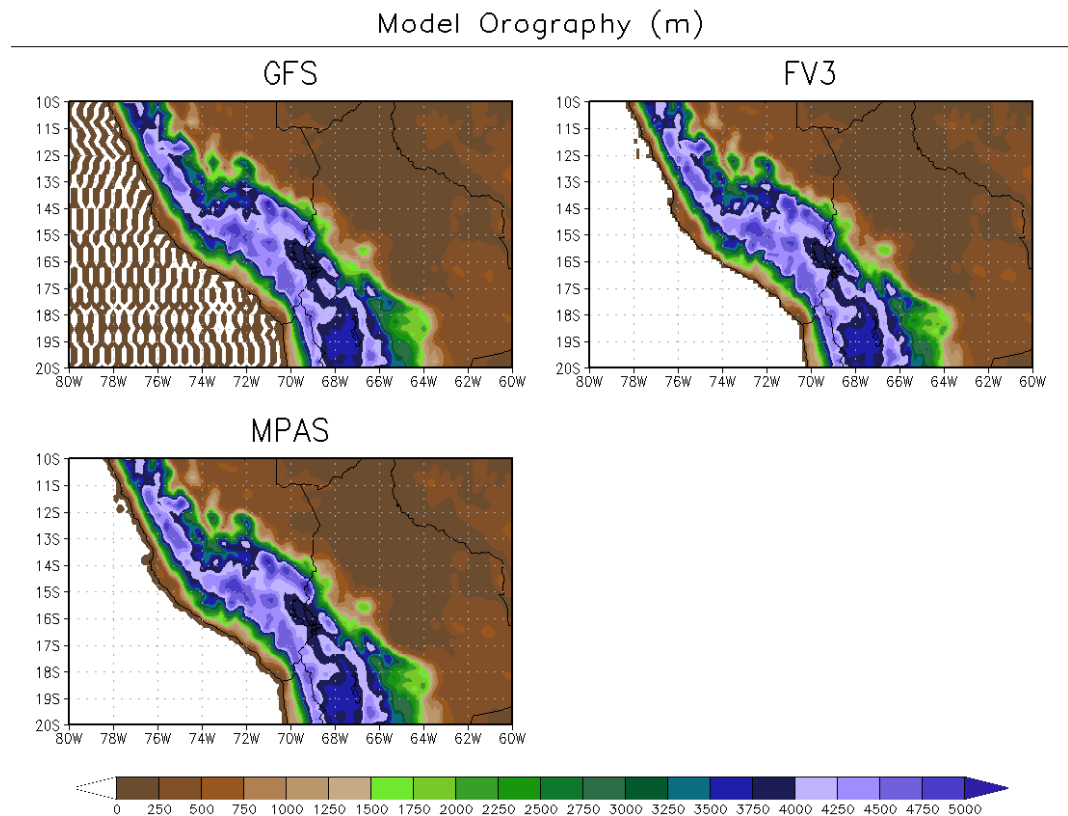 Model Orography (m)
GFS
10S
11S
12S
13S
14S
15S
16S
17S
18S
19S
20S
80W 78W 76W 74W 72W 70W 68W 66W 64W 62W 60W
FV3
10S
11S
12S
13S
14S
15S
16S
17S
18S
19S
20S
80W 78W 76W 74W 72W 70W 68W 66W 64W 62W 60W
MPAS
10S
11S
12S
13S
14S
15S
16S
17S
18S
19S
20S
80W 78W 76W 74W 72W 70W 68W 66W 64W 62W 60W
0 250 500 750 1000 1250 1500 1750 2000 2250 2500 2750 3000 3250 3500 3750 4000 4250 4500 4750 5000